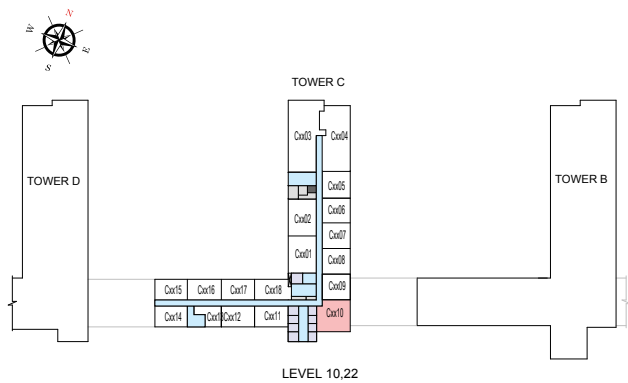 N
W
E
S
TOWER C
Cxx03
Cxx04
TOWER D
TOWER B
Cxx05
Cxx06
Cxx02
Cxx07
Cxx01
Cxx08
Cxx15 Cxx16 Cxx17 Cxx18
Cxx09
Cxx14 Cxx13 Cxx12 Cxx11
Cxx10
LEVEL 10,22